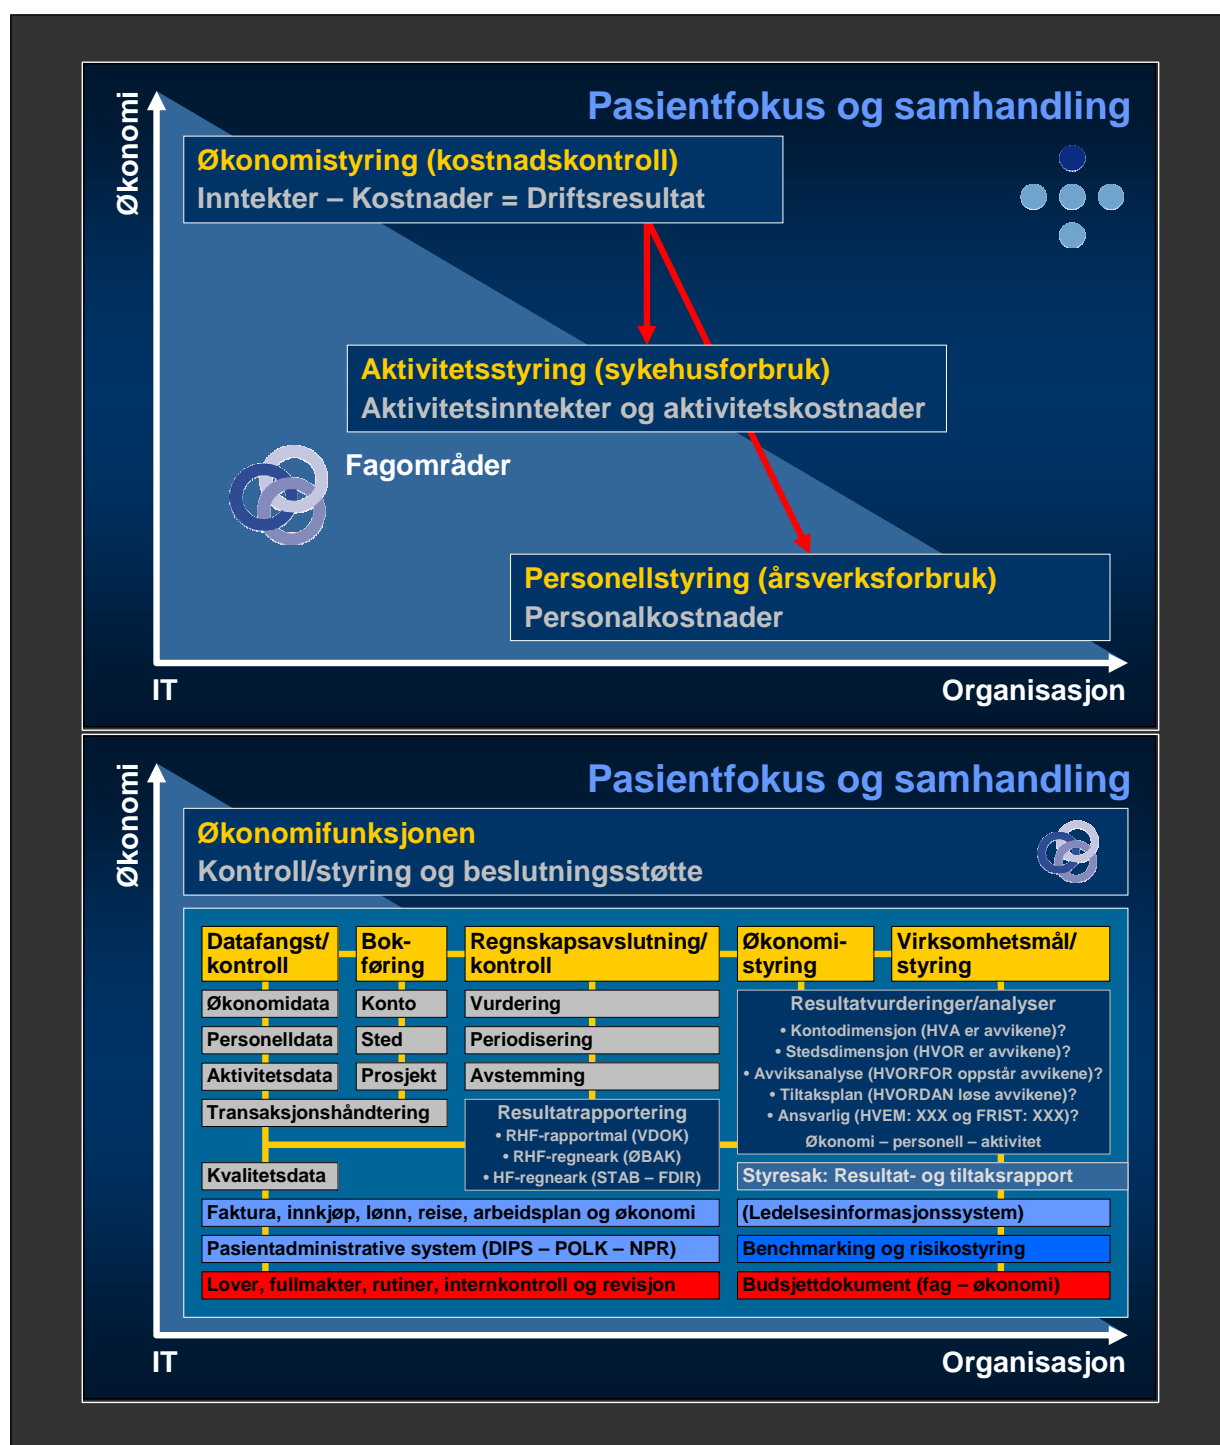 Økonomi
Pasientfokus og samhandling
Økonomistyring (kostnadskontroll)
Inntekter – Kostnader = Driftsresultat
Aktivitetsstyring (sykehusforbruk)
Aktivitetsinntekter og aktivitetskostnader
Fagområder
Personellstyring (årsverksforbruk)
Personalkostnader
IT
Organisasjon
Økonomi
Pasientfokus og samhandling
Økonomifunksjonen
Kontroll/styring og beslutningsstøtte
Datafangst/
kontroll
Bok-
føring
Regnskapsavslutning/
kontroll
Økonomi-
styring
Virksomhetsmål/
styring
Økonomidata
Konto
Vurdering
Personelldata
Sted
Periodisering
Aktivitetsdata
Prosjekt
Avstemming
Transaksjonshåndtering
Resultatrapportering
• RHF-rapportmal (VDOK)
• RHF-regneark (ØBAK)
• HF-regneark (STAB – FDIR)
Resultatvurderinger/analyser
• Kontodimensjon (HVA er avvikene)?
• Stedsdimensjon (HVOR er avvikene)?
• Avviksanalyse (HVORFOR oppstår avvikene)?
• Tiltaksplan (HVORDAN løse avvikene)?
• Ansvarlig (HVEM: XXX og FRIST: XXX)?
Økonomi – personell – aktivitet
Kvalitetsdata
Styresak: Resultat- og tiltaksrapport
Faktura, innkjøp, lønn, reise, arbeidsplan og økonomi
(Ledelsesinformasjonssystem)
Pasientadministrative system (DIPS – POLK – NPR)
Benchmarking og risikostyring
Lover, fullmakter, rutiner, internkontroll og revisjon
Budsjettdokument (fag – økonomi)
IT
Organisasjon